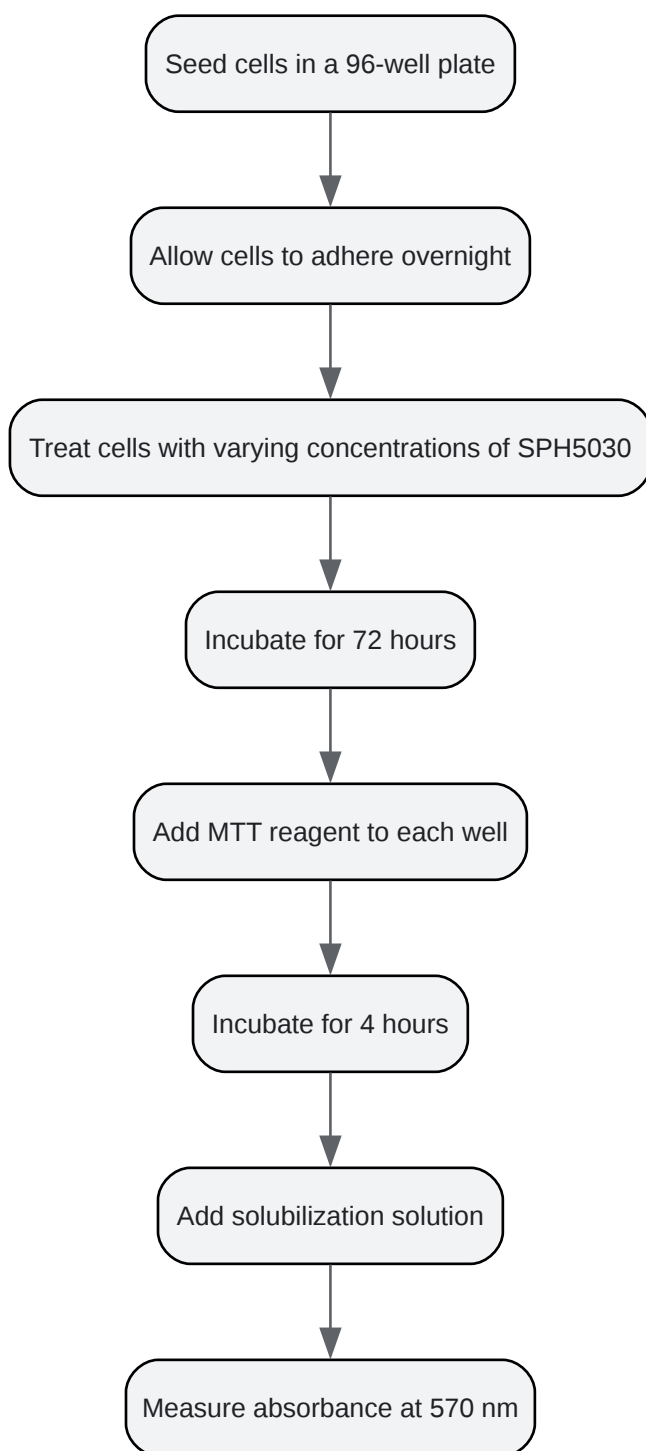 Seed cells in a 96-well plate
Allow cells to adhere overnight
Treat cells with varying concentrations of SPH5030
Incubate for 72 hours
Add MTT reagent to each well
Incubate for 4 hours
Add solubilization solution
Measure absorbance at 570 nm